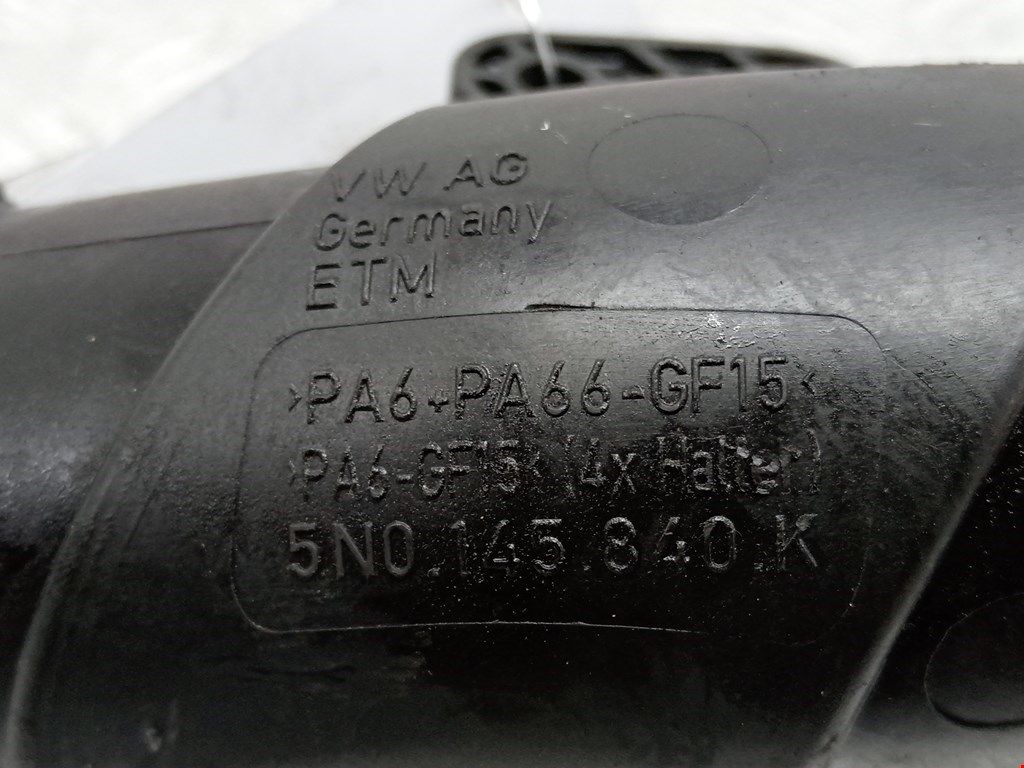 VW AG
Germany
ETM
>PA6+PA66-GF15<
>PA6-GF15< (4x Halter)
5N0.145.840.K